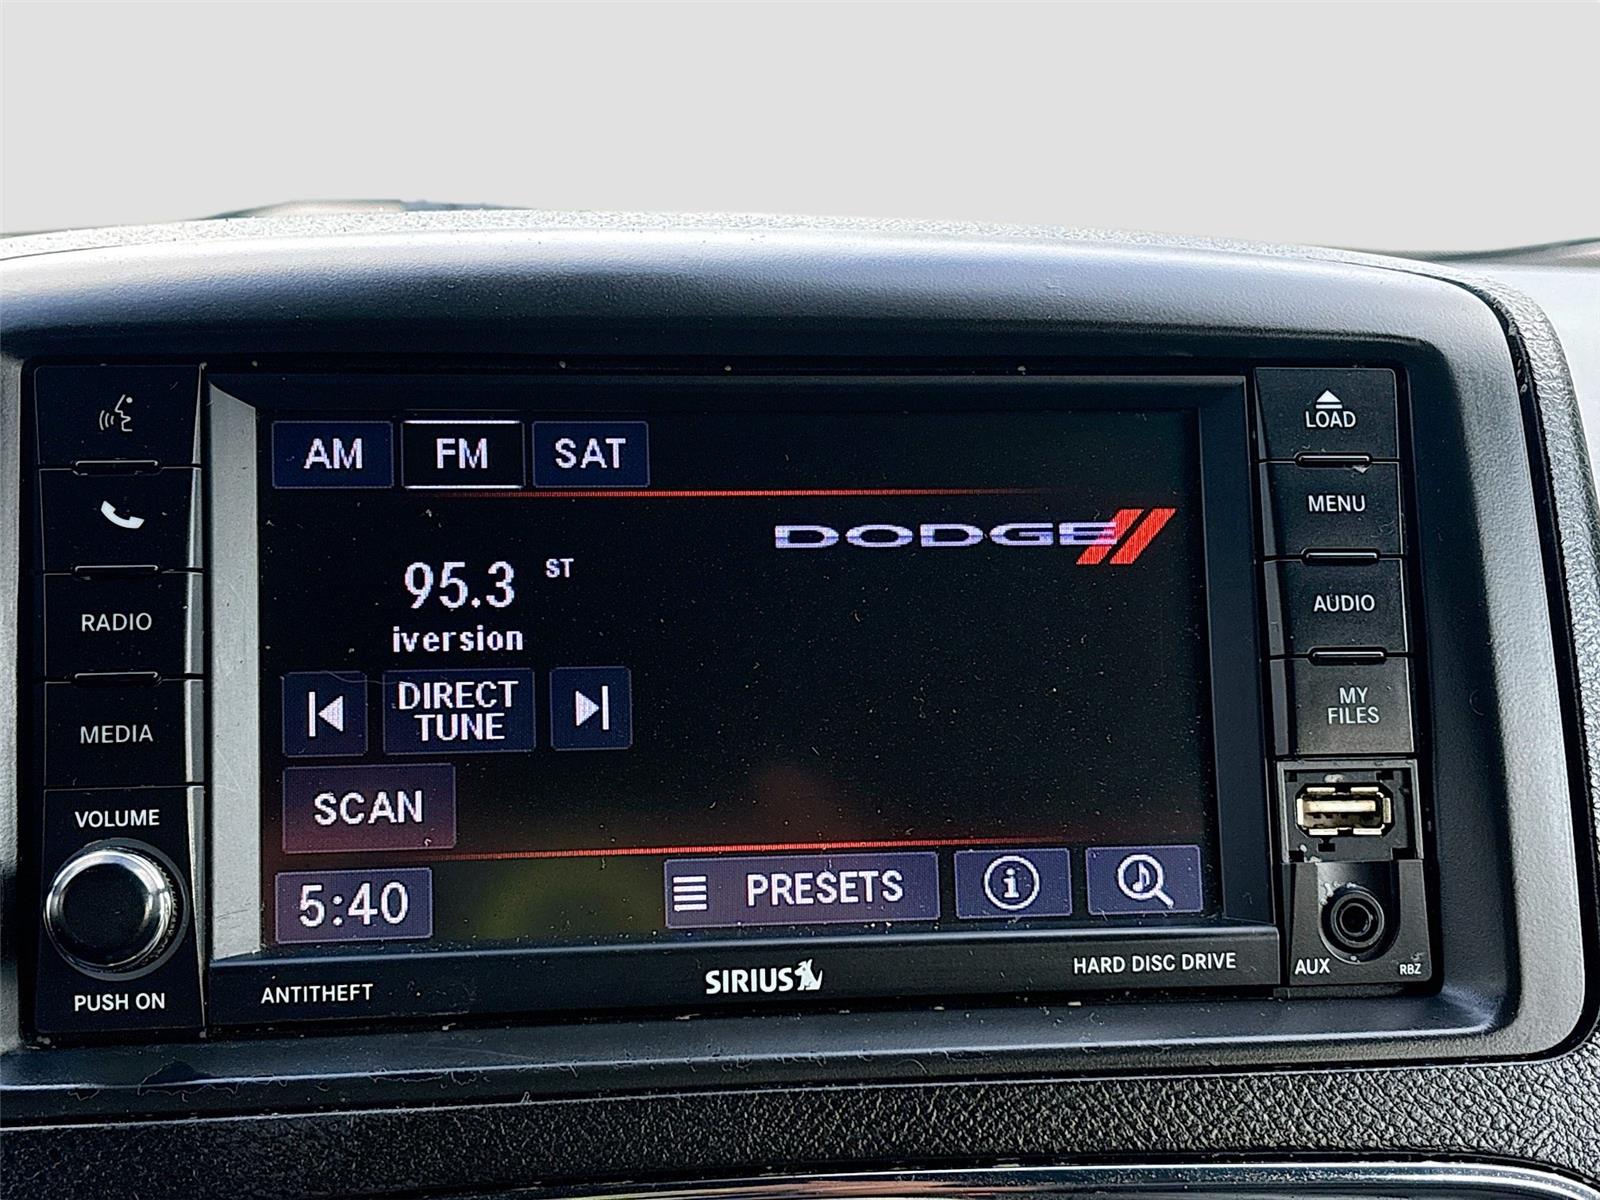 AM FM SAT
DODGE
95.3 ST
iversion
DIRECT
TUNE
SCAN
5:40
PRESETS
i
RADIO
MEDIA
VOLUME
PUSH ON
LOAD
MENU
AUDIO
MY
FILES
AUX
RBZ
ANTITHEFT
SIRIUS
HARD DISC DRIVE